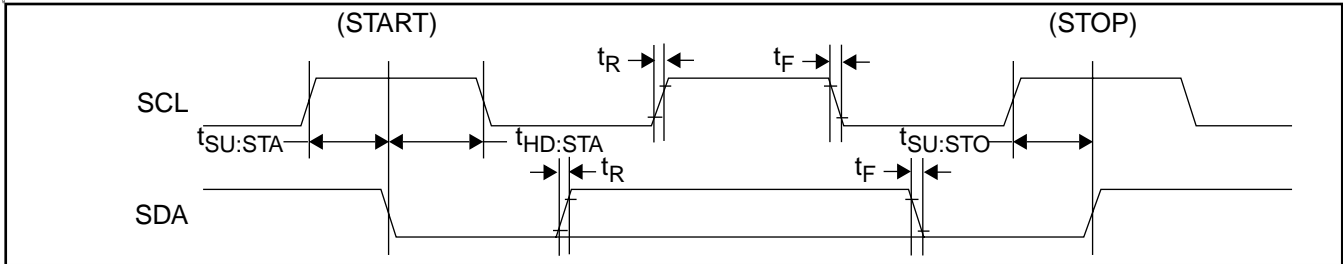 (START) (STOP)
tR tF
SCL
tSU:STA tHD:STA tSU:STO
tR tF
SDA